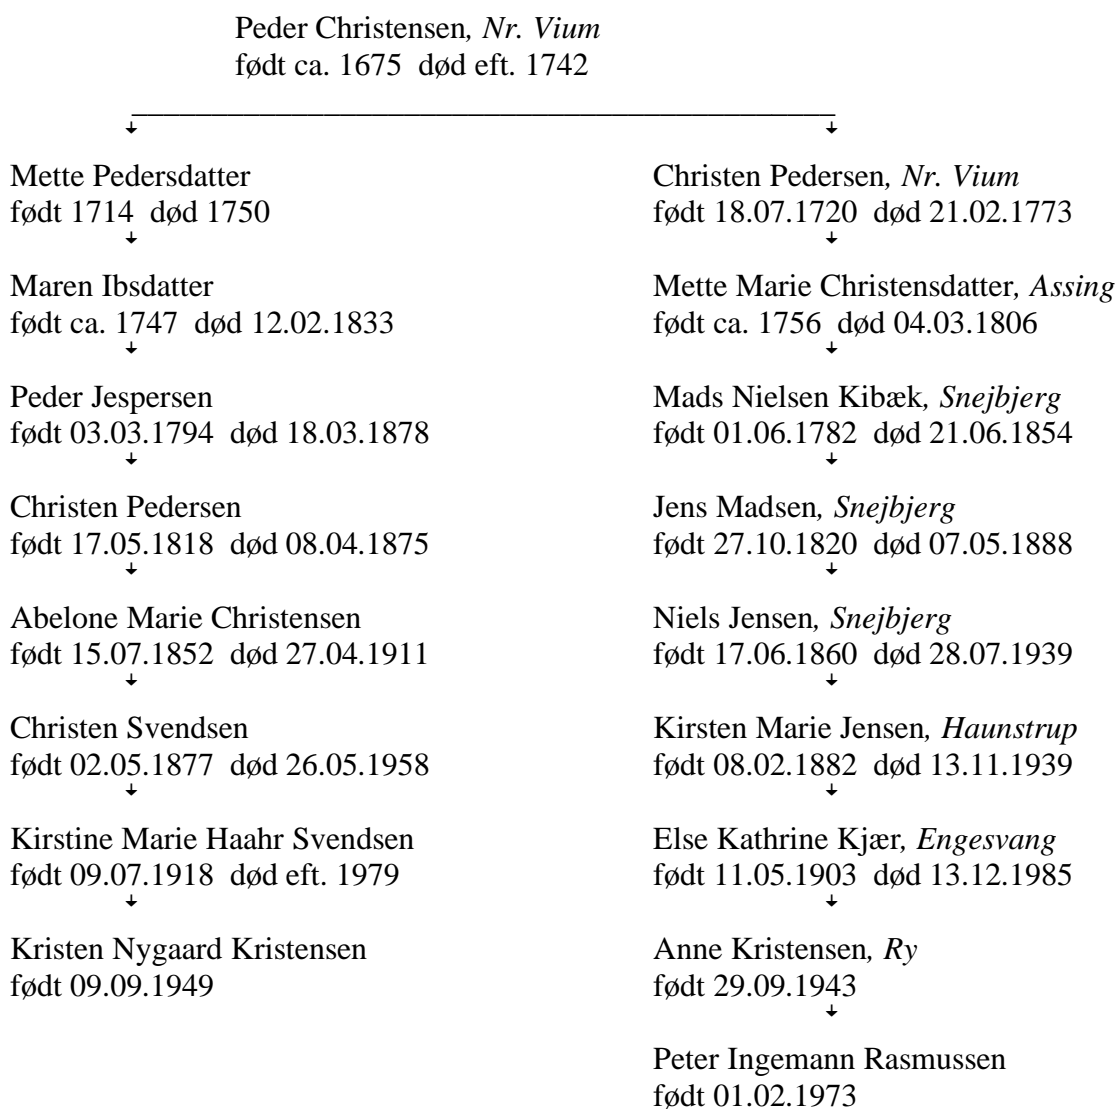 Peder Christensen, Nr. Vium
født ca. 1675 død eft. 1742
Mette Pedersdatter
født 1714 død 1750
Maren Ibsdatter
født ca. 1747 død 12.02.1833
Peder Jespersen
født 03.03.1794 død 18.03.1878
Christen Pedersen
født 17.05.1818 død 08.04.1875
Abelone Marie Christensen
født 15.07.1852 død 27.04.1911
Christen Svendsen
født 02.05.1877 død 26.05.1958
Kirstine Marie Haahr Svendsen
født 09.07.1918 død eft. 1979
Kristen Nygaard Kristensen
født 09.09.1949
Christen Pedersen, Nr. Vium
født 18.07.1720 død 21.02.1773
Mette Marie Christensdatter, Assing
født ca. 1756 død 04.03.1806
Mads Nielsen Kibæk, Snejbjerg
født 01.06.1782 død 21.06.1854
Jens Madsen, Snejbjerg
født 27.10.1820 død 07.05.1888
Niels Jensen, Snejbjerg
født 17.06.1860 død 28.07.1939
Kirsten Marie Jensen, Haunstrup
født 08.02.1882 død 13.11.1939
Else Kathrine Kjær, Engesvang
født 11.05.1903 død 13.12.1985
Anne Kristensen, Ry
født 29.09.1943
Peter Ingemann Rasmussen
født 01.02.1973